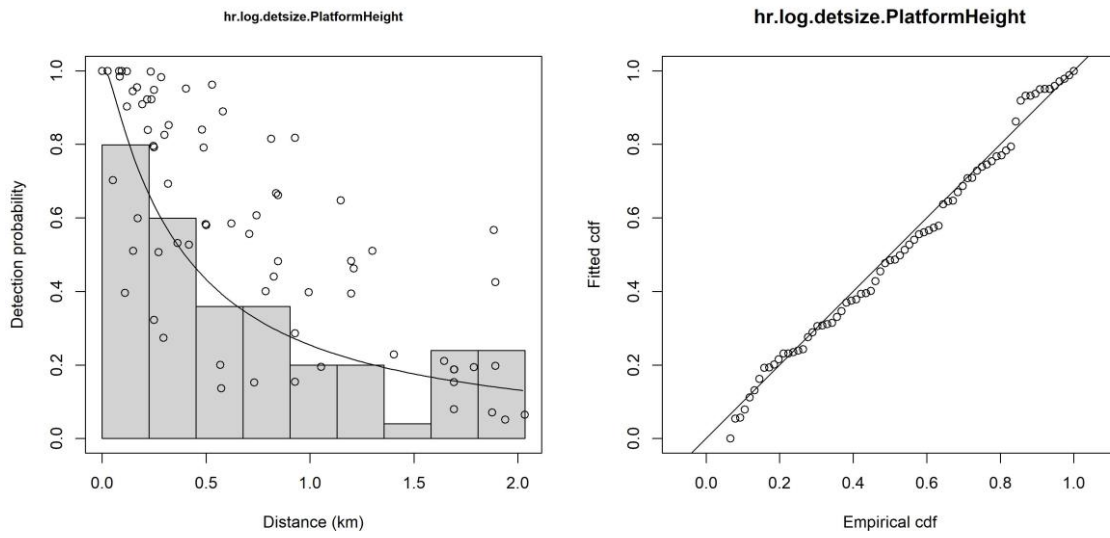 hr.log.detsize.PlatformHeight
Detection probability
1.0
0.8
0.6
0.4
0.2
0.0
0.0 0.5 1.0 1.5 2.0
Distance (km)
hr.log.detsize.PlatformHeight
Fitted cdf
1.0
0.8
0.6
0.4
0.2
0.0
0.0 0.2 0.4 0.6 0.8 1.0
Empirical cdf